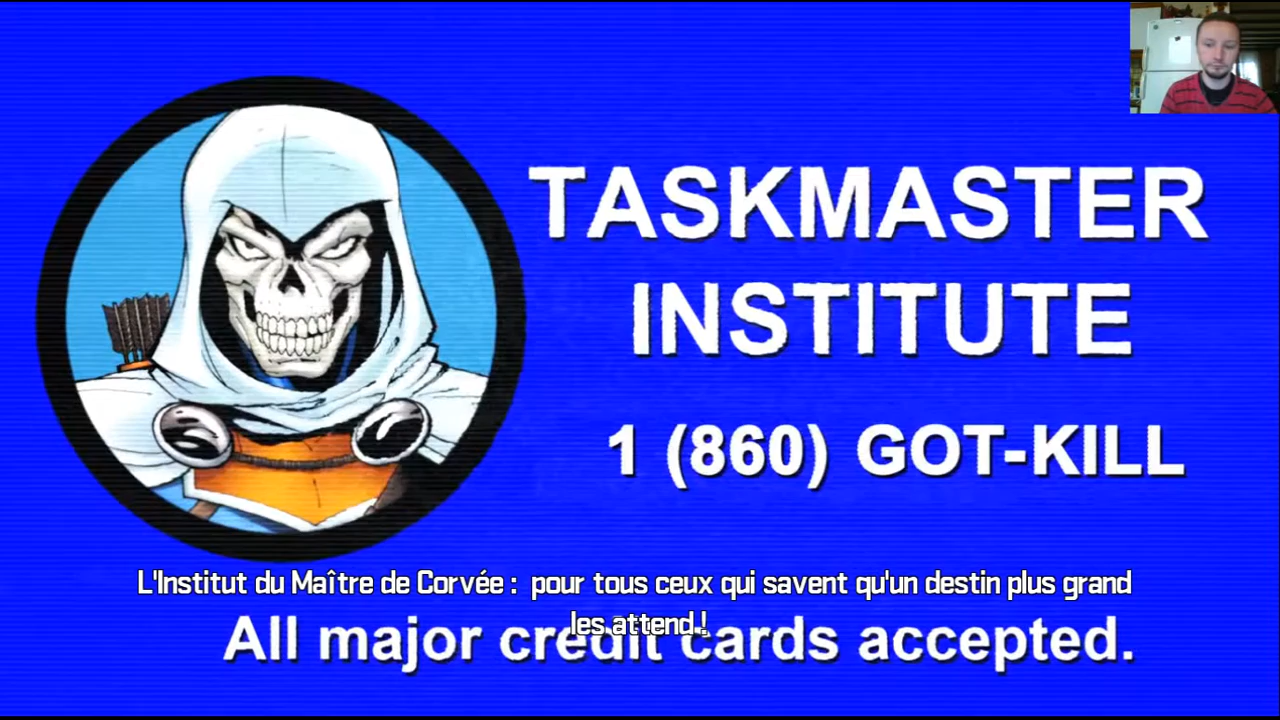 TASKMASTER
INSTITUTE
1 (860) GOT-KILL
L'Institut du Maître de Corvée : pour tous ceux qui savent qu'un destin plus grand
les attend !
All major credit cards accepted.